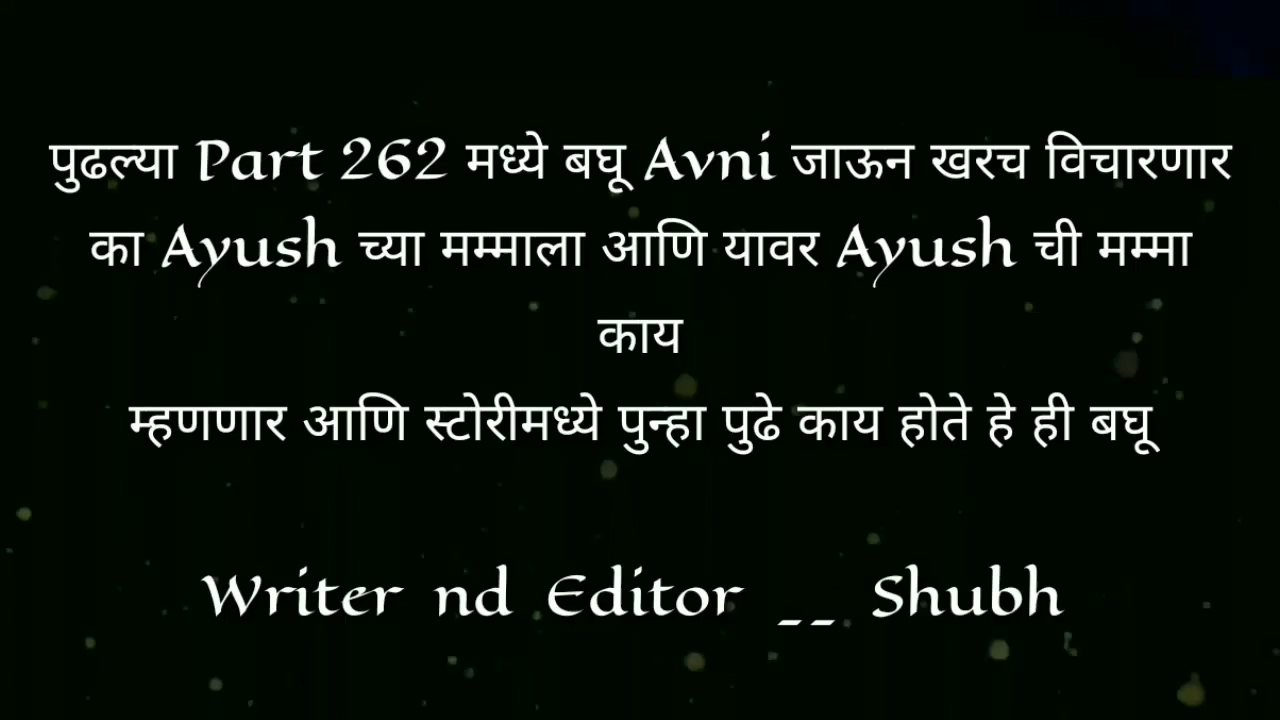 पुढल्या Part 262 मध्ये बघू Avni जाऊन खरच विचारणार
का Ayush च्या मम्माला आणि यावर Ayush ची मम्मा
काय
म्हणणार आणि स्टोरीमध्ये पुन्हा पुढे काय होते हे ही बघू
Writer nd Editor __ Shubh